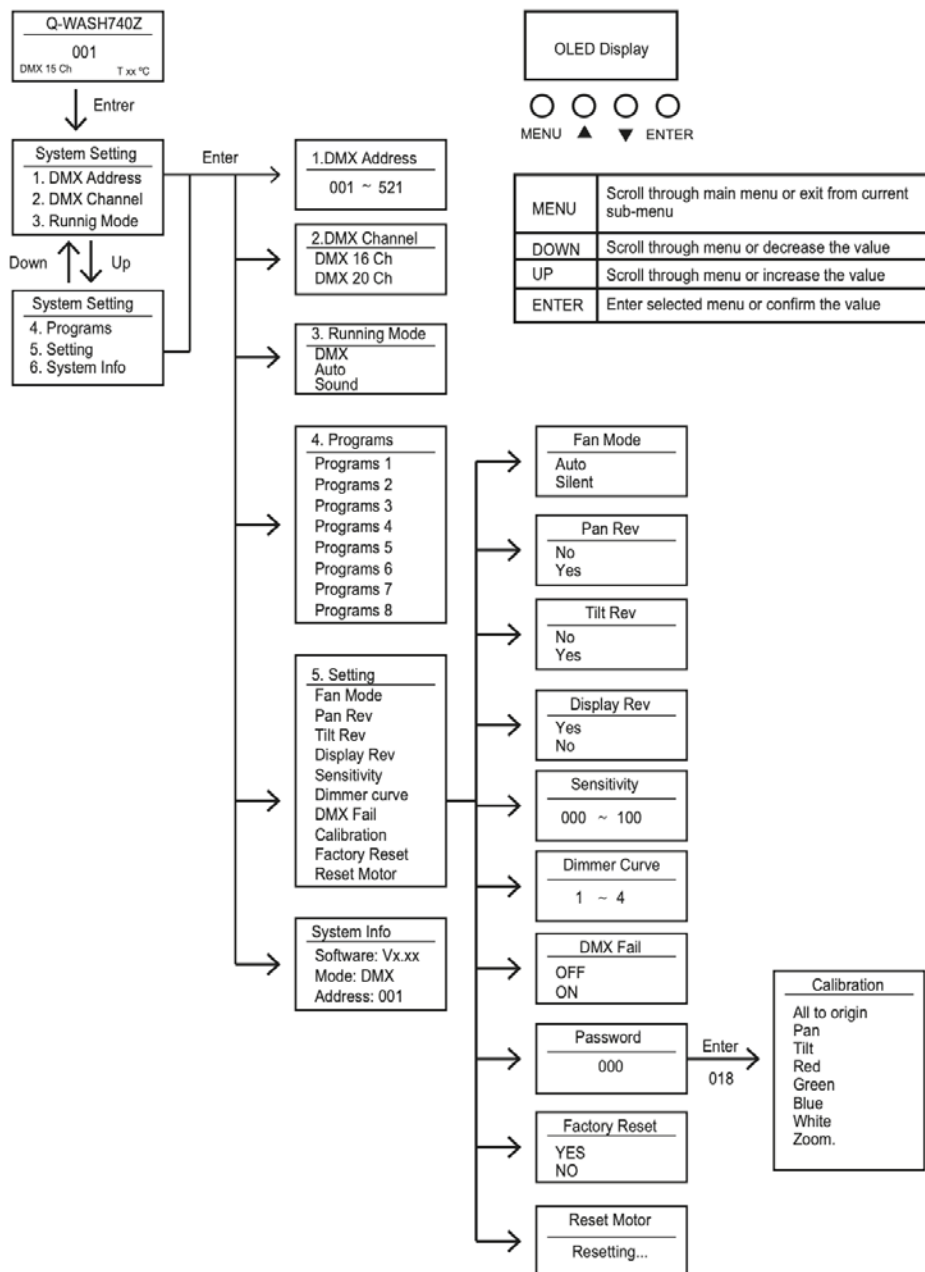 Q-WASH740Z
001
DMX 15 Ch T xx ºC
Entrer
System Setting
1. DMX Address
2. DMX Channel
3. Runnig Mode
Down Up
System Setting
4. Programs
5. Setting
6. System Info
Enter
1.DMX Address
001 ~ 521
2.DMX Channel
DMX 16 Ch
DMX 20 Ch
3. Running Mode
DMX
Auto
Sound
4. Programs
Programs 1
Programs 2
Programs 3
Programs 4
Programs 5
Programs 6
Programs 7
Programs 8
5. Setting
Fan Mode
Pan Rev
Tilt Rev
Display Rev
Sensitivity
Dimmer curve
DMX Fail
Calibration
Factory Reset
Reset Motor
System Info
Software: Vx.xx
Mode: DMX
Address: 001
OLED Display
MENU ▲ ▼ ENTER
MENU Scroll through main menu or exit from current
sub-menu
DOWN Scroll through menu or decrease the value
UP Scroll through menu or increase the value
ENTER Enter selected menu or confirm the value
Fan Mode
Auto
Silent
Pan Rev
No
Yes
Tilt Rev
No
Yes
Display Rev
Yes
No
Sensitivity
000 ~ 100
Dimmer Curve
1 ~ 4
DMX Fail
OFF
ON
Password
000
Enter
018
Calibration
All to origin
Pan
Tilt
Red
Green
Blue
White
Zoom.
Factory Reset
YES
NO
Reset Motor
Resetting...